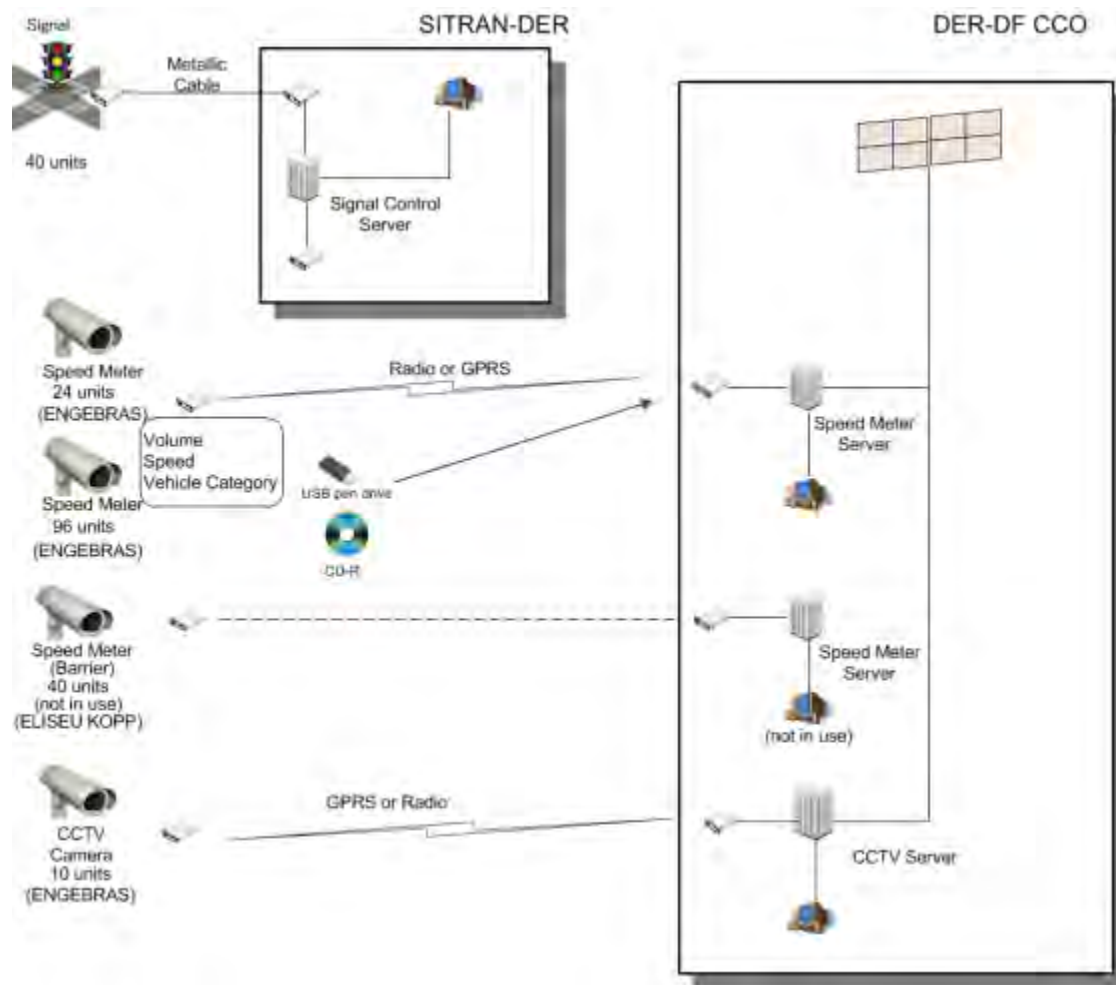 Signal
SITRAN-DER
DER-DF CCO
Metallic
Cable
40 units
Signal Control
Server
Speed Meter
24 units
(ENGEBRAS)
Radio or GPRS
Volume
Speed
Vehicle Category
Speed Meter
96 units
(ENGEBRAS)
USB pen drive
CD-R
Speed Meter
Server
Speed Meter
(Barrier)
40 units
(not in use)
(ELISEU KOPP)
Speed Meter
Server
(not in use)
CCTV
Camera
10 units
(ENGEBRAS)
GPRS or Radio
CCTV Server